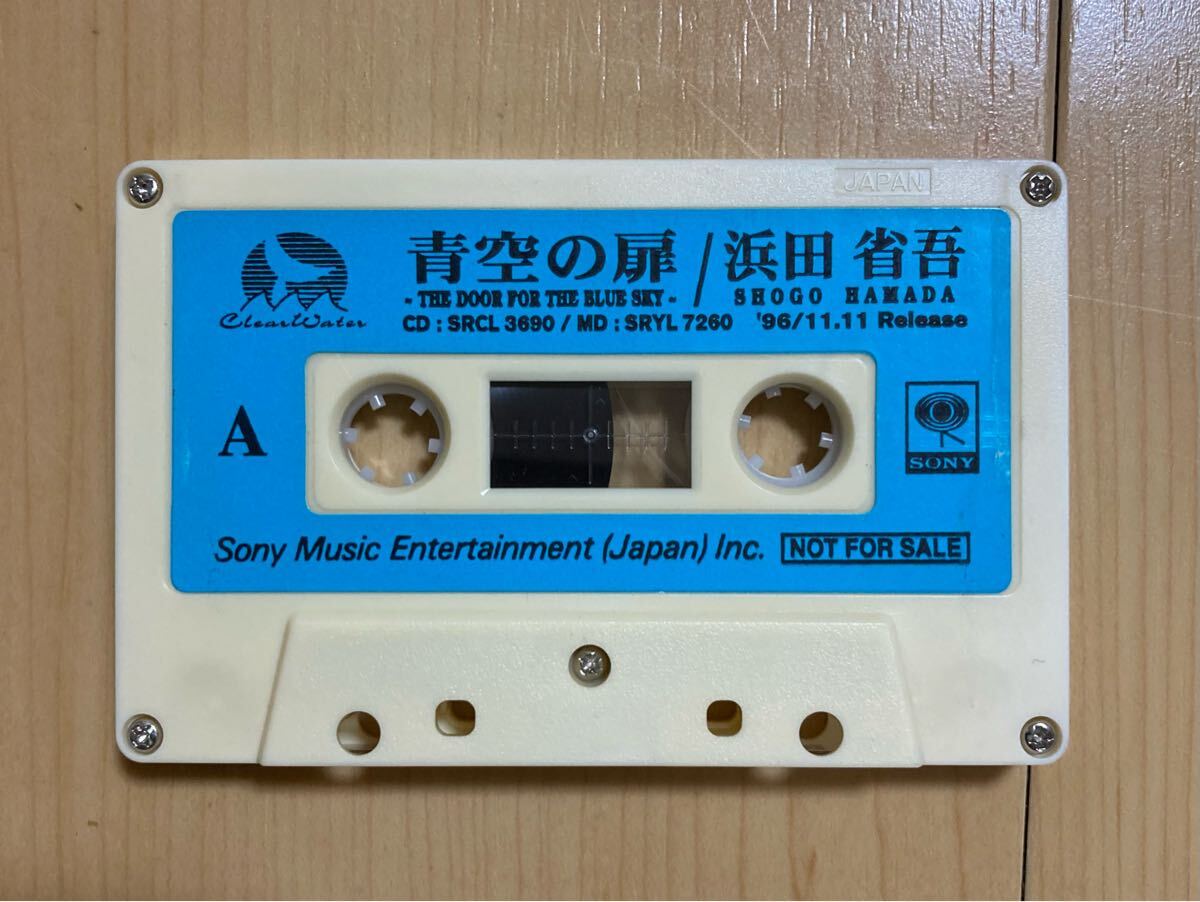 JAPAN
青空の扉 / 浜田 省吾
~ THE DOOR FOR THE BLUE SKY ~ SHOGO HAMADA
ClearWater
CD : SRCL 3690 / MD : SRYL 7260 '96/11.11 Release
A
SONY
Sony Music Entertainment (Japan) Inc. NOT FOR SALE